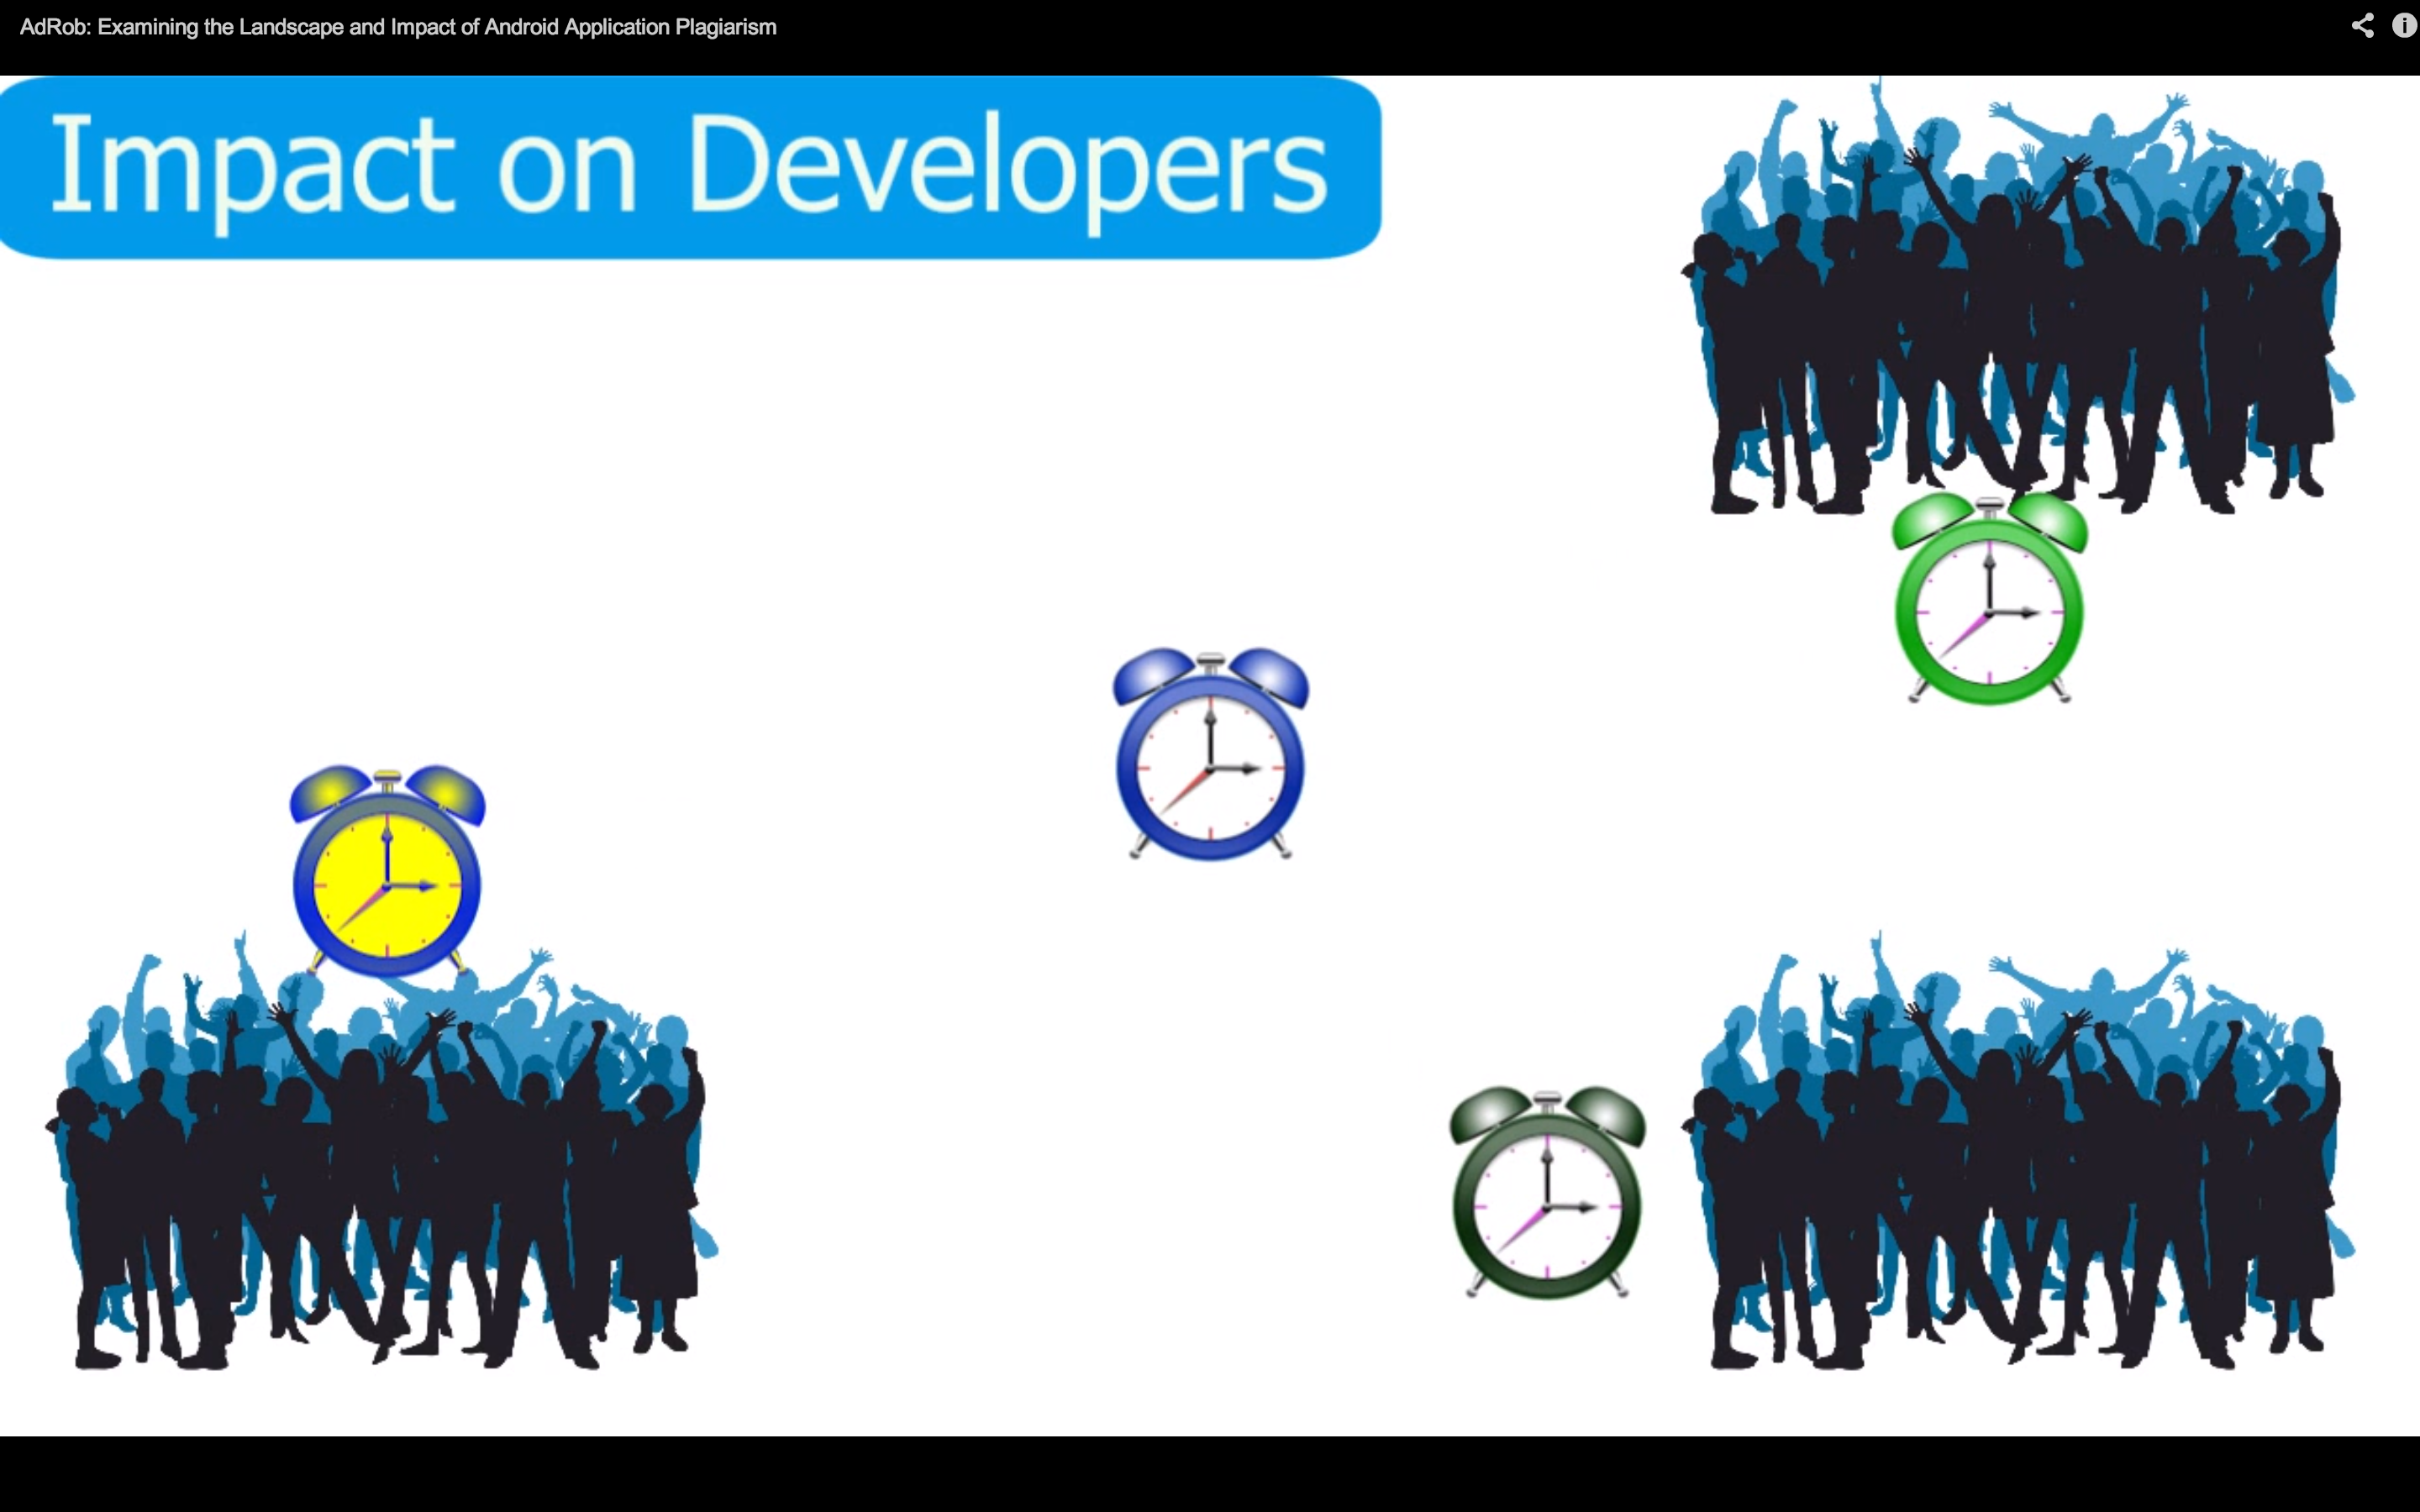 AdRob: Examining the Landscape and Impact of Android Application Plagiarism
Impact on Developers